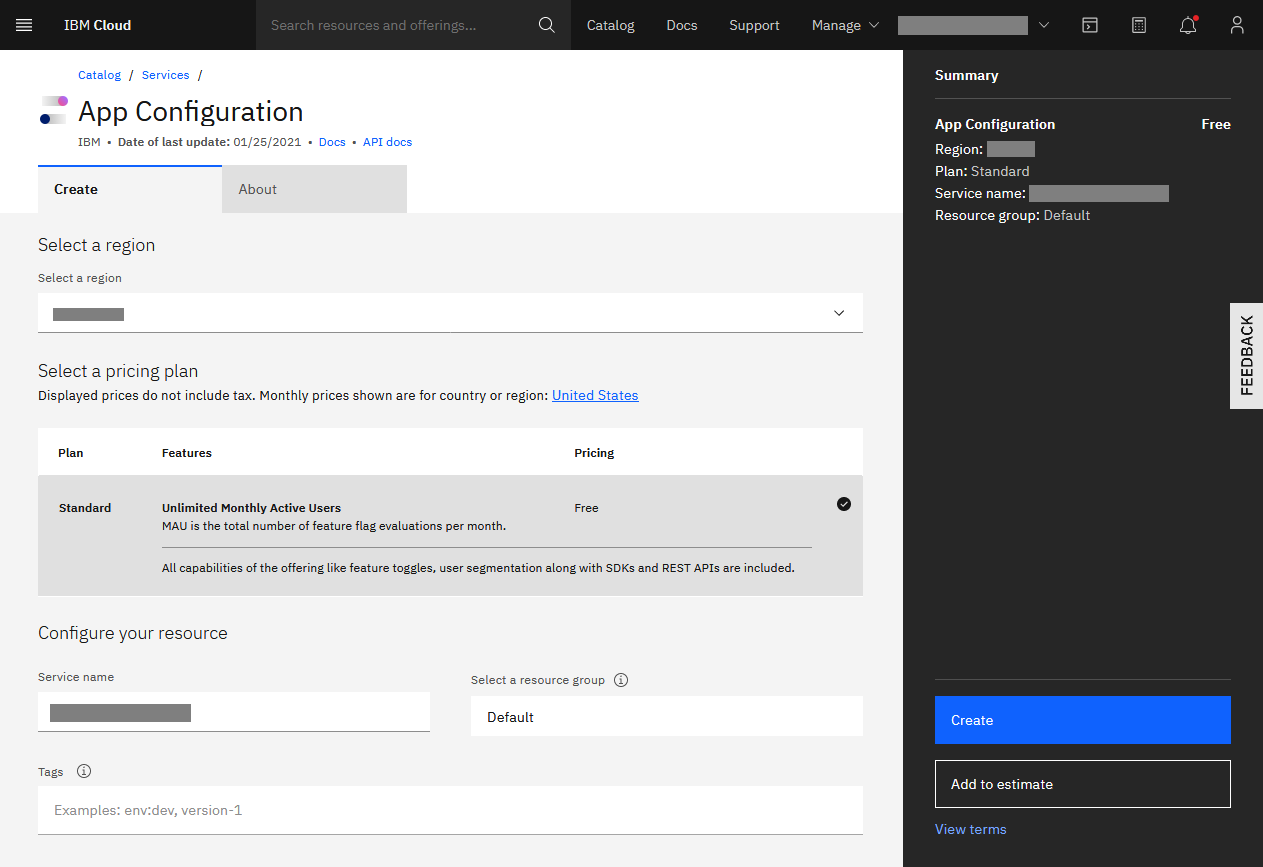 IBM Cloud
Search resources and offerings...
Catalog
Docs
Support
Manage
Catalog / Services /
App Configuration
IBM • Date of last update: 01/25/2021 • Docs • API docs
Create
About
Select a region
Select a region
Select a pricing plan
Displayed prices do not include tax. Monthly prices shown are for country or region: United States
Plan Features Pricing
Standard Unlimited Monthly Active Users Free
MAU is the total number of feature flag evaluations per month.
All capabilities of the offering like feature toggles, user segmentation along with SDKs and REST APIs are included.
Configure your resource
Service name
Select a resource group
Default
Tags
Examples: env:dev, version-1
Summary
App Configuration Free
Region:
Plan: Standard
Service name:
Resource group: Default
FEEDBACK
Create
Add to estimate
View terms